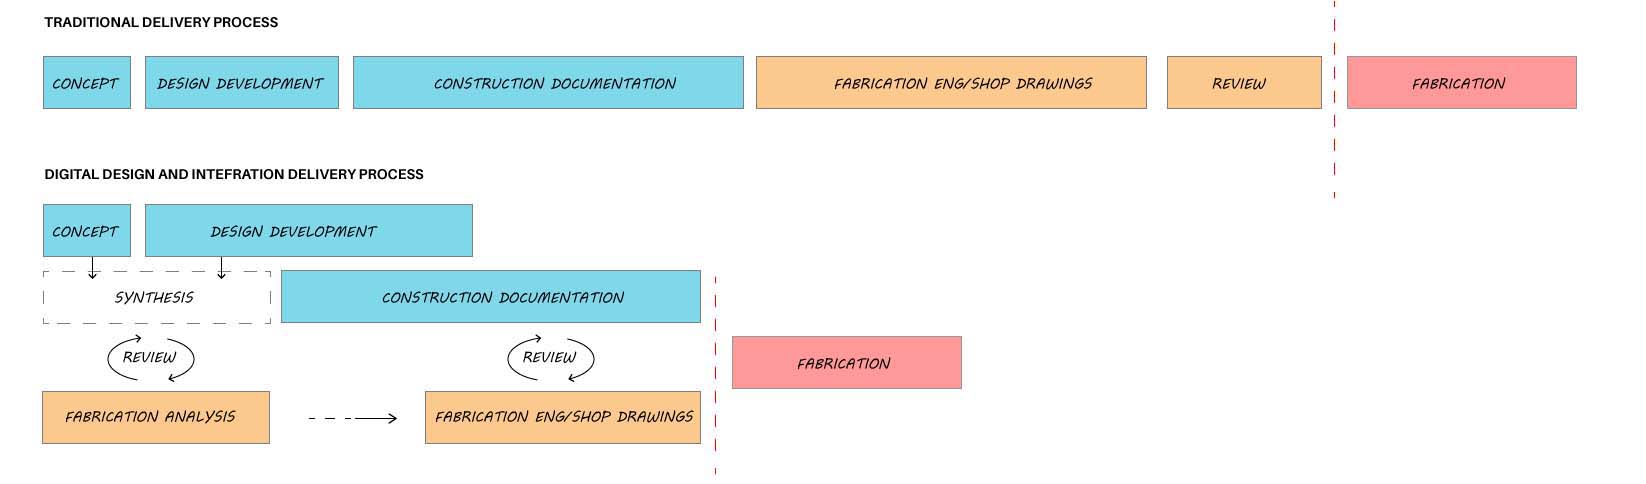 TRADITIONAL DELIVERY PROCESS
CONCEPT
DESIGN DEVELOPMENT
CONSTRUCTION DOCUMENTATION
FABRICATION ENG/SHOP DRAWINGS
REVIEW
FABRICATION
DIGITAL DESIGN AND INTEFRATION DELIVERY PROCESS
CONCEPT
DESIGN DEVELOPMENT
SYNTHESIS
CONSTRUCTION DOCUMENTATION
REVIEW
REVIEW
FABRICATION
FABRICATION ANALYSIS
FABRICATION ENG/SHOP DRAWINGS